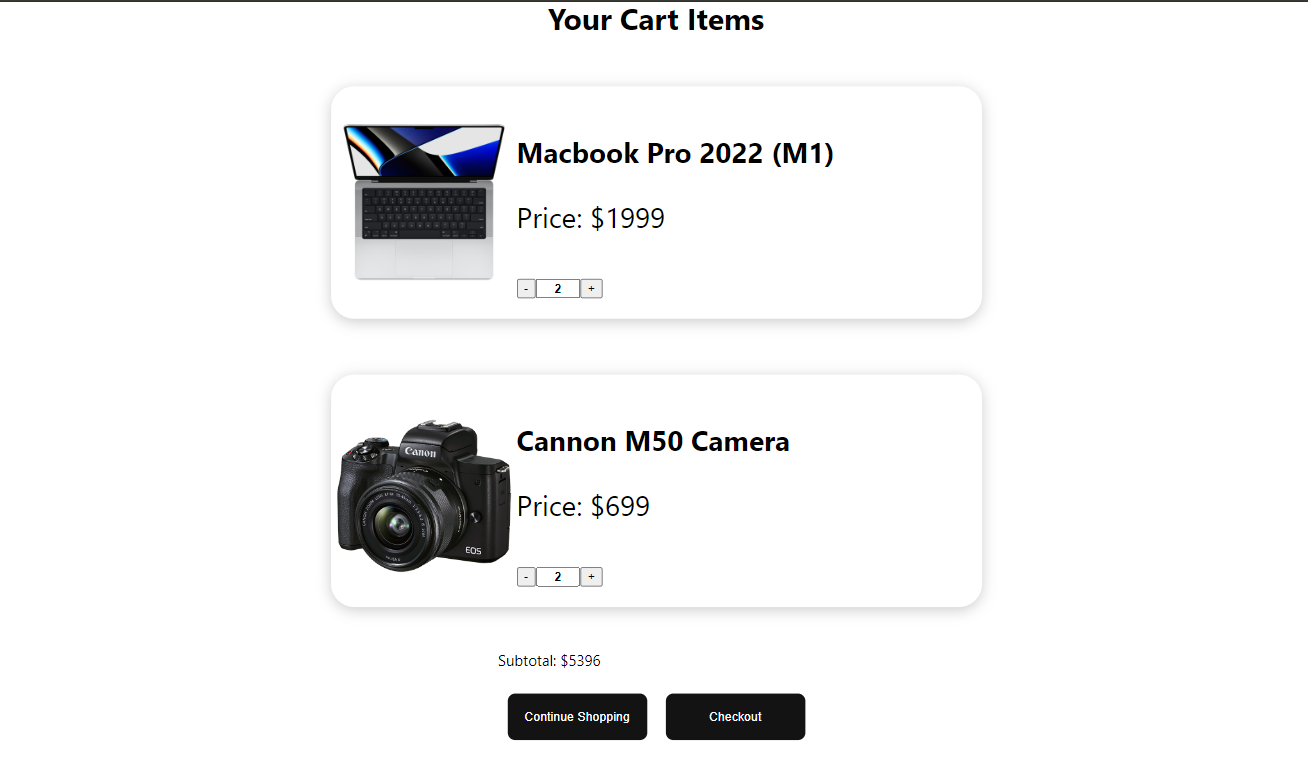 Your Cart Items
Macbook Pro 2022 (M1)
Price: $1999
- 2 +
Canon
EOS
Cannon M50 Camera
Price: $699
- 2 +
Subtotal: $5396
Continue Shopping
Checkout